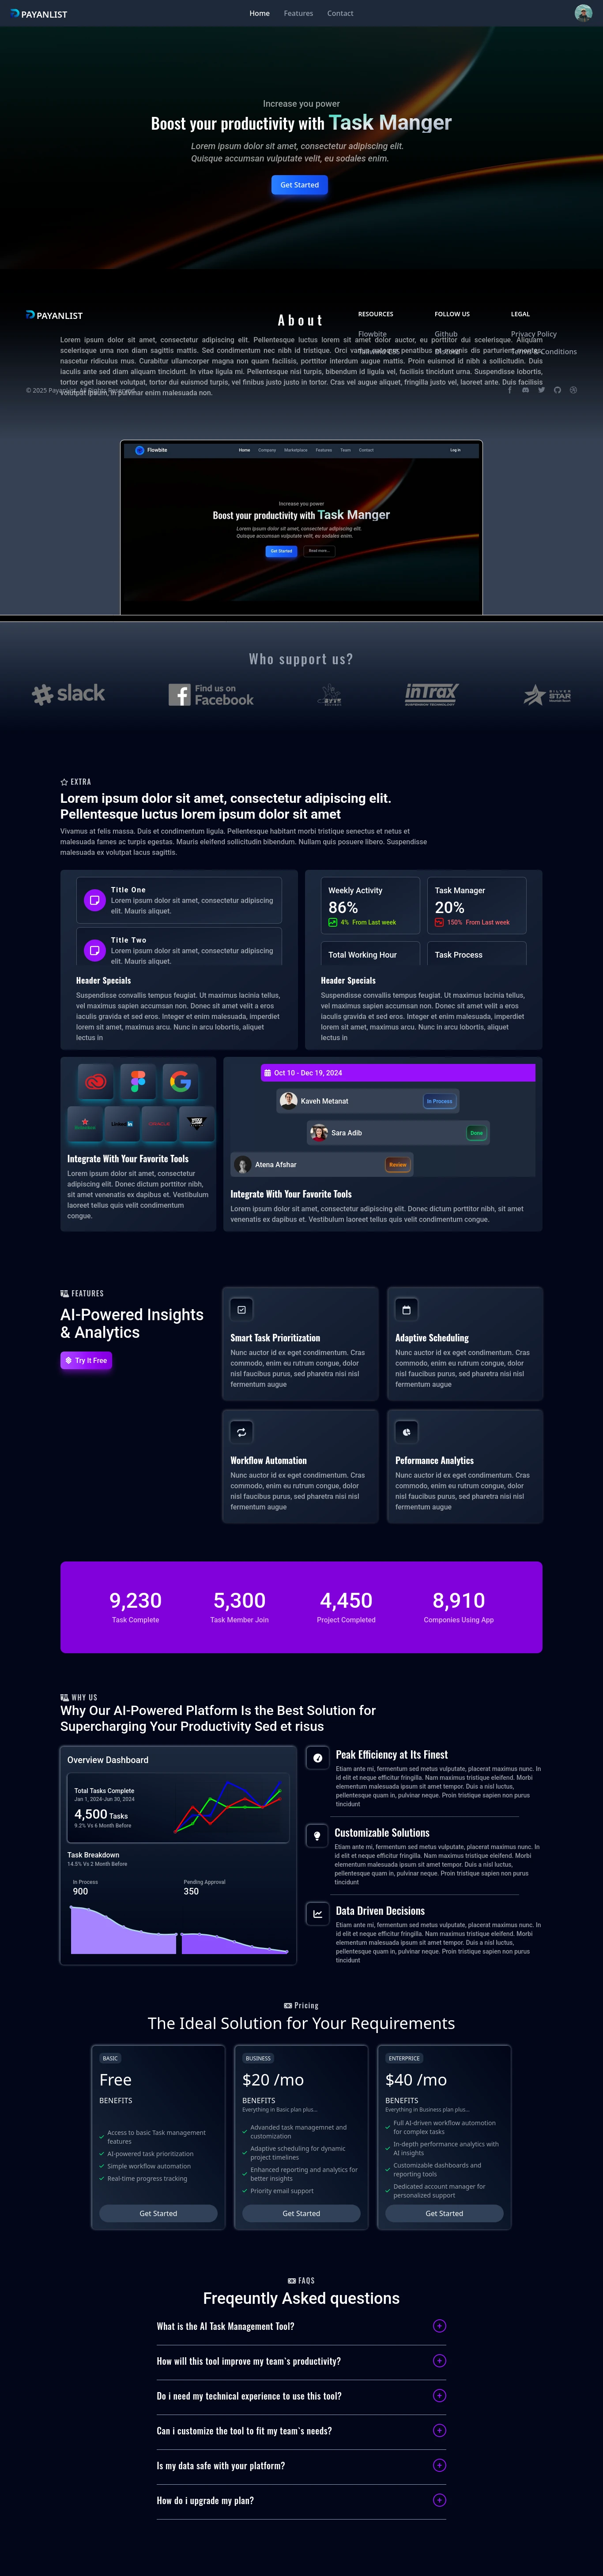 PAYANLIST
Home
Features
Contact
Increase you power
Boost your productivity with Task Manger
Lorem ipsum dolor sit amet, consectetur adipiscing elit.
Quisque accumsan vulputate velit, eu sodales enim.
Get Started
PAYANLIST
About
RESOURCES
FOLLOW US
LEGAL
Flowbite
Github
Privacy Policy
Discord
Terms & Conditions
Lorem ipsum dolor sit amet, consectetur adipiscing elit. Pellentesque luctus lorem sit amet dolor auctor, eu porttitor dui scelerisque. Aliquam
scelerisque urna non diam sagittis mattis. Sed condimentum nec nibh id tristique. Orci varius natoque penatibus et magnis dis parturient montes,
nascetur ridiculus mus. Curabitur ullamcorper magna non quam facilisis, porttitor interdum augue mattis. Proin euismod id nibh a sollicitudin. Duis
iaculis ante sed diam aliquam tincidunt. In vitae ligula mi. Pellentesque nisi turpis, bibendum id ligula vel, facilisis tincidunt urna. Suspendisse lobortis,
tortor eget laoreet volutpat, tortor dui euismod turpis, vel finibus justo justo in tortor. Cras vel augue aliquet, fringilla justo vel, laoreet ante. Duis facilisis
volutpat ipsum, in pulvinar enim malesuada non.
© 2025 Payanlist. All Rights Reserved.
Flowbite
Home
Company
Marketplace
Features
Team
Contact
Log in
Increase you power
Boost your productivity with Task Manger
Lorem ipsum dolor sit amet, consectetur adipiscing elit.
Quisque accumsan vulputate velit, eu sodales enim.
Get Started
Read more...
Who support us?
slack
Find us on
Facebook
inTrax
SUSPENSION TECHNOLOGY
SILVER
STAR
EXTRA
Lorem ipsum dolor sit amet, consectetur adipiscing elit.
Pellentesque luctus lorem ipsum dolor sit amet
Vivamus at felis massa. Duis et condimentum ligula. Pellentesque habitant morbi tristique senectus et netus et
malesuada fames ac turpis egestas. Mauris eleifend sollicitudin bibendum. Nullam quis posuere libero. Suspendisse
malesuada ex volutpat lacus sagittis.
Title One
Lorem ipsum dolor sit amet, consectetur adipiscing
elit. Mauris aliquet.
Title Two
Lorem ipsum dolor sit amet, consectetur adipiscing
elit. Mauris aliquet.
Header Specials
Suspendisse convallis tempus feugiat. Ut maximus lacinia tellus,
vel maximus sapien accumsan non. Donec sit amet velit a eros
iaculis gravida et sed eros. Integer et enim malesuada, imperdiet
lorem sit amet, maximus arcu. Nunc in arcu lobortis, aliquet
lectus in
Weekly Activity
86%
4% From Last week
Task Manager
20%
150% From Last week
Total Working Hour
Task Process
Header Specials
Suspendisse convallis tempus feugiat. Ut maximus lacinia tellus,
vel maximus sapien accumsan non. Donec sit amet velit a eros
iaculis gravida et sed eros. Integer et enim malesuada, imperdiet
lorem sit amet, maximus arcu. Nunc in arcu lobortis, aliquet
lectus in
Linked in
Integrate With Your Favorite Tools
Lorem ipsum dolor sit amet, consectetur
adipiscing elit. Donec dictum porttitor nibh,
sit amet venenatis ex dapibus et. Vestibulum
laoreet tellus quis velit condimentum
congue.
Oct 10 - Dec 19, 2024
Kaveh Metanat
In Process
Sara Adib
Done
Atena Afshar
Review
Integrate With Your Favorite Tools
Lorem ipsum dolor sit amet, consectetur adipiscing elit. Donec dictum porttitor nibh, sit amet
venenatis ex dapibus et. Vestibulum laoreet tellus quis velit condimentum congue.
FEATURES
AI-Powered Insights
& Analytics
Try It Free
Smart Task Prioritization
Nunc auctor id ex eget condimentum. Cras
commodo, enim eu rutrum congue, dolor
nisl faucibus purus, sed pharetra nisi nisl
fermentum augue
Adaptive Scheduling
Nunc auctor id ex eget condimentum. Cras
commodo, enim eu rutrum congue, dolor
nisl faucibus purus, sed pharetra nisi nisl
fermentum augue
Workflow Automation
Nunc auctor id ex eget condimentum. Cras
commodo, enim eu rutrum congue, dolor
nisl faucibus purus, sed pharetra nisi nisl
fermentum augue
Peformance Analytics
Nunc auctor id ex eget condimentum. Cras
commodo, enim eu rutrum congue, dolor
nisl faucibus purus, sed pharetra nisi nisl
fermentum augue
9,230
Task Complete
5,300
Task Member Join
4,450
Project Completed
8,910
Componies Using App
WHY US
Why Our AI-Powered Platform Is the Best Solution for
Supercharging Your Productivity Sed et risus
Overview Dashboard
Total Tasks Complete
Jan 1, 2024-Jun 30, 2024
4,500 Tasks
9.2% Vs 6 Month Before
Task Breakdown
14.5% Vs 2 Month Before
In Process
900
Pending Approval
350
Peak Efficiency at Its Finest
Etiam ante mi, fermentum sed metus vulputate, placerat maximus nunc. In
id elit et neque efficitur fringilla. Nam maximus tristique eleifend. Morbi
elementum malesuada ipsum sit amet tempor. Duis a nisl luctus,
pellentesque quam in, pulvinar neque. Proin tristique sapien non purus
tincidunt
Customizable Solutions
Etiam ante mi, fermentum sed metus vulputate, placerat maximus nunc. In
id elit et neque efficitur fringilla. Nam maximus tristique eleifend. Morbi
elementum malesuada ipsum sit amet tempor. Duis a nisl luctus,
pellentesque quam in, pulvinar neque. Proin tristique sapien non purus
tincidunt
Data Driven Decisions
Etiam ante mi, fermentum sed metus vulputate, placerat maximus nunc. In
id elit et neque efficitur fringilla. Nam maximus tristique eleifend. Morbi
elementum malesuada ipsum sit amet tempor. Duis a nisl luctus,
pellentesque quam in, pulvinar neque. Proin tristique sapien non purus
tincidunt
Pricing
The Ideal Solution for Your Requirements
BASIC
Free
BENEFITS
Access to basic Task management
features
AI-powered task prioritization
Simple workflow automation
Real-time progress tracking
Get Started
BUSINESS
$20 /mo
BENEFITS
Everything in Basic plan plus...
Advanded task managemnet and
customization
Adaptive scheduling for dynamic
project timelines
Enhanced reporting and analytics for
better insights
Priority email support
Get Started
ENTERPRICE
$40 /mo
BENEFITS
Everything in Business plan plus...
Full AI-driven workflow automotion
for complex tasks
In-depth performance analytics with
AI insights
Customizable dashboards and
reporting tools
Dedicated account manager for
personalized support
Get Started
FAQS
Freqeuntly Asked questions
What is the AI Task Management Tool?
How will this tool improve my team`s productivity?
Do i need my technical experience to use this tool?
Can i customize the tool to fit my team`s needs?
Is my data safe with your platform?
How do i upgrade my plan?